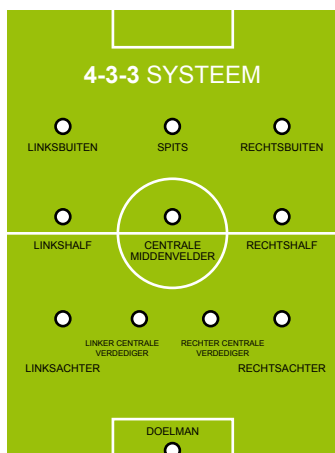 4-3-3 SYSTEEM
LINKSBUITEN
SPITS
RECHTSBUITEN
LINKSHALF
CENTRALE
MIDDENVELDER
RECHTSHALF
LINKER CENTRALE
VERDEDIGER
RECHTER CENTRALE
VERDEDIGER
LINKSACHTER
RECHTSACHTER
DOELMAN